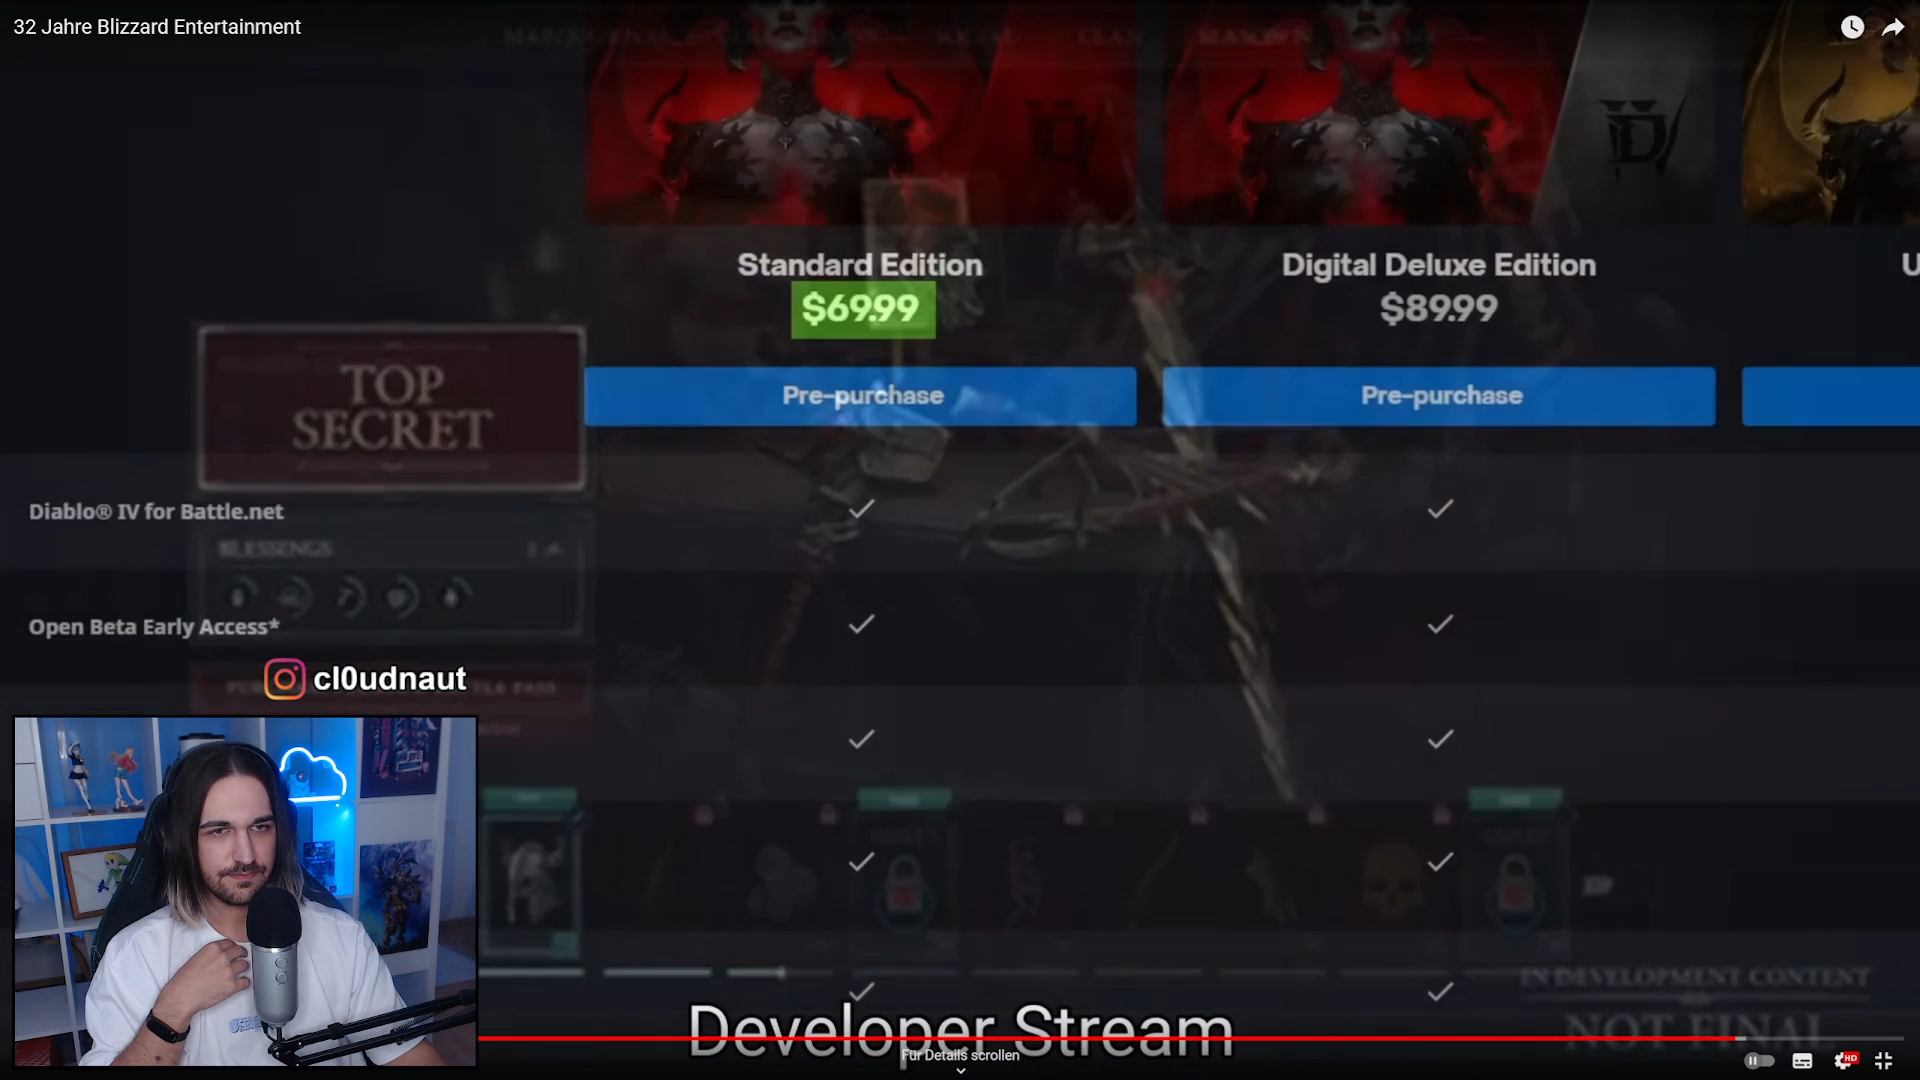 32 Jahre Blizzard Entertainment
Standard Edition
$69.99
Digital Deluxe Edition
$89.99
U
Pre-purchase
Pre-purchase
TOP
SECRET
Diablo® IV for Battle.net
BLESSINGS
Open Beta Early Access*
cl0udnaut
IN DEVELOPMENT CONTENT
NOT FINAL
Developer Stream
Für Details scrollen
HD